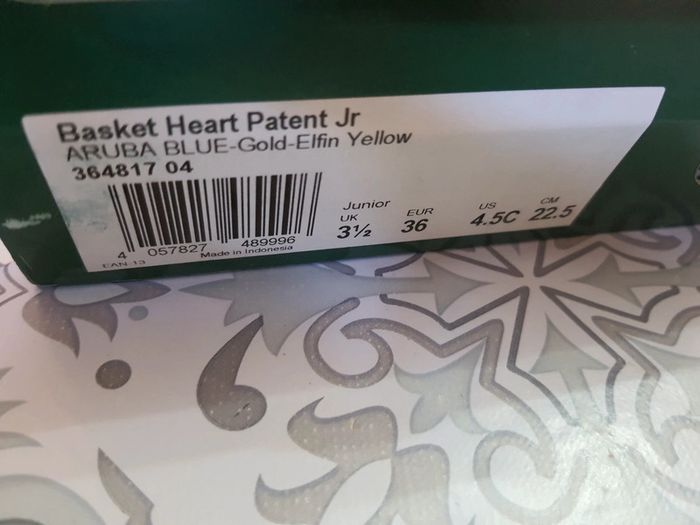 Basket Heart Patent Jr
ARUBA BLUE-Gold-Elfin Yellow
364817 04
Junior
UK EUR US CM
3½ 36 4.5C 22.5
4 057827 489996
EAN-13 Made in Indonesia